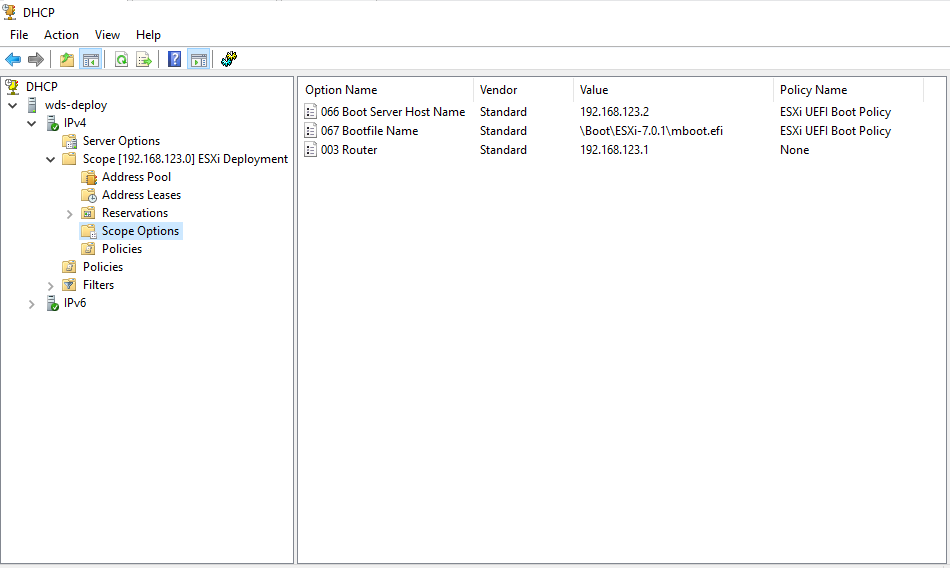 DHCP
File Action View Help
DHCP
wds-deploy
IPv4
Server Options
Scope [192.168.123.0] ESXi Deployment
Address Pool
Address Leases
Reservations
Scope Options
Policies
Policies
Filters
IPv6
Option Name Vendor Value Policy Name
066 Boot Server Host Name Standard 192.168.123.2 ESXi UEFI Boot Policy
067 Bootfile Name Standard \Boot\ESXi-7.0.1\mboot.efi ESXi UEFI Boot Policy
003 Router Standard 192.168.123.1 None